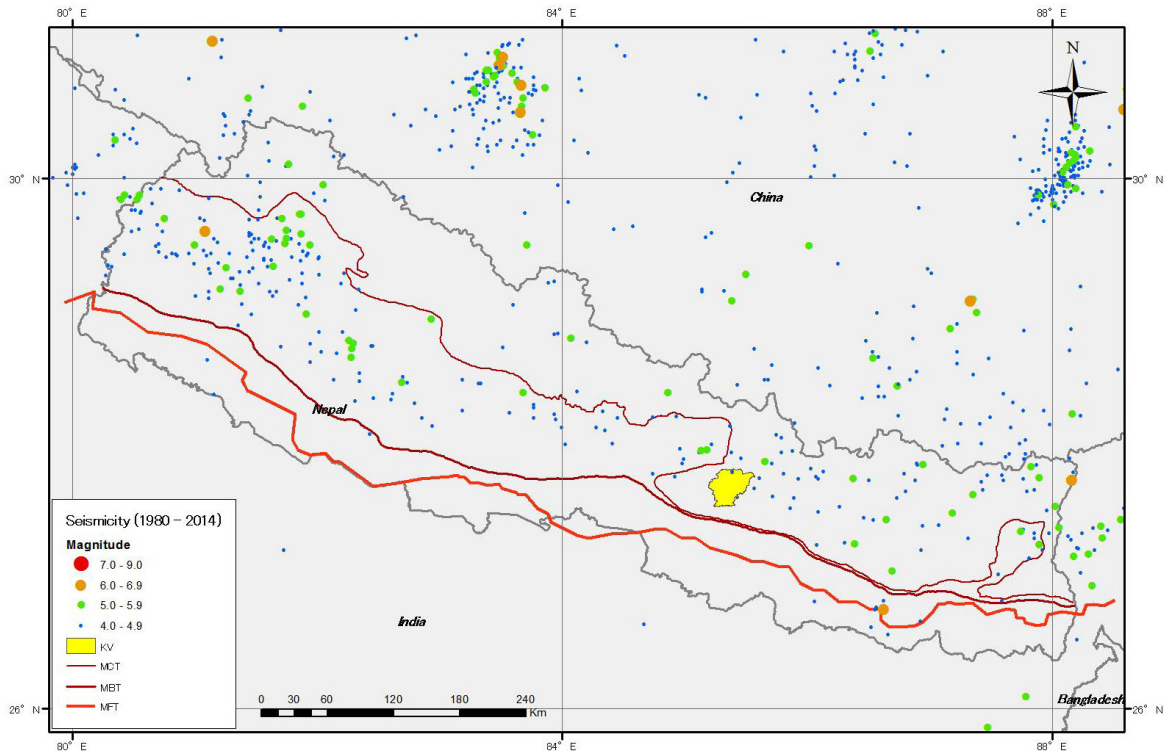 80° E
84° E
88° E
N
30° N
30° N
China
Nepal
Seismicity (1980 - 2014)
Magnitude
7.0 - 9.0
6.0 - 6.9
5.0 - 5.9
4.0 - 4.9
KV
MCT
MBT
MFT
India
Bangladesh
0 30 60 120 180 240
Km
26° N
26° N
80° E
84° E
88° E